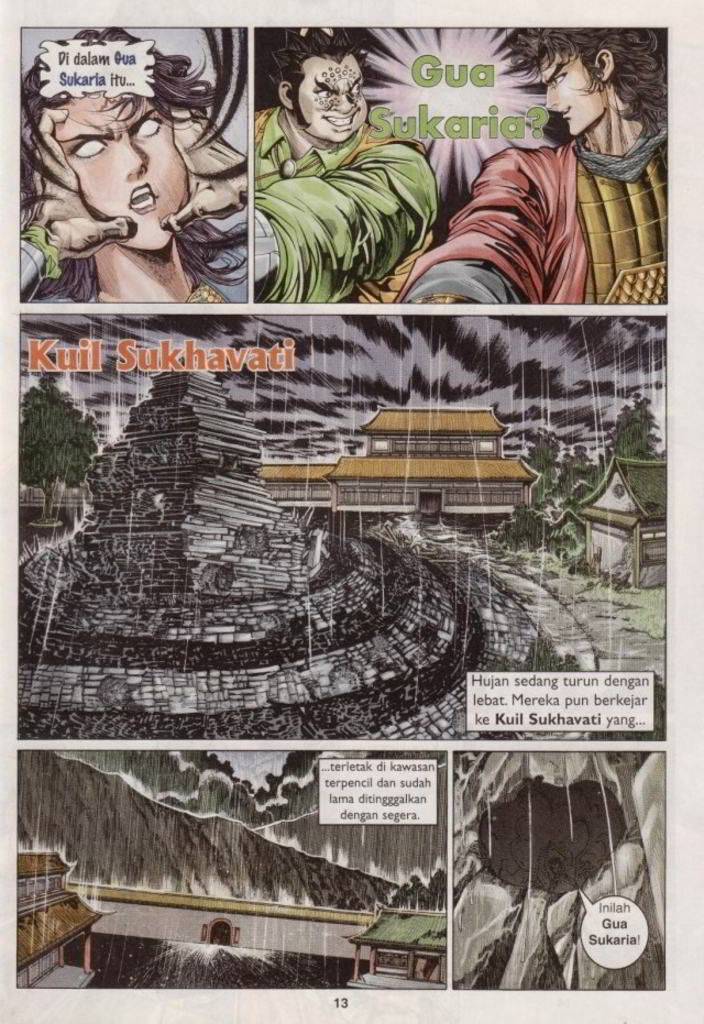 Di dalam Gua
Sukaria itu...
Gua
Sukaria?
Kuil Sukhavati
Hujan sedang turun dengan
lebat. Mereka pun berkejar
ke Kuil Sukhavati yang...
...terletak di kawasan
terpencil dan sudah
lama ditingggalkan
dengan segera.
Inilah
Gua
Sukaria!
13